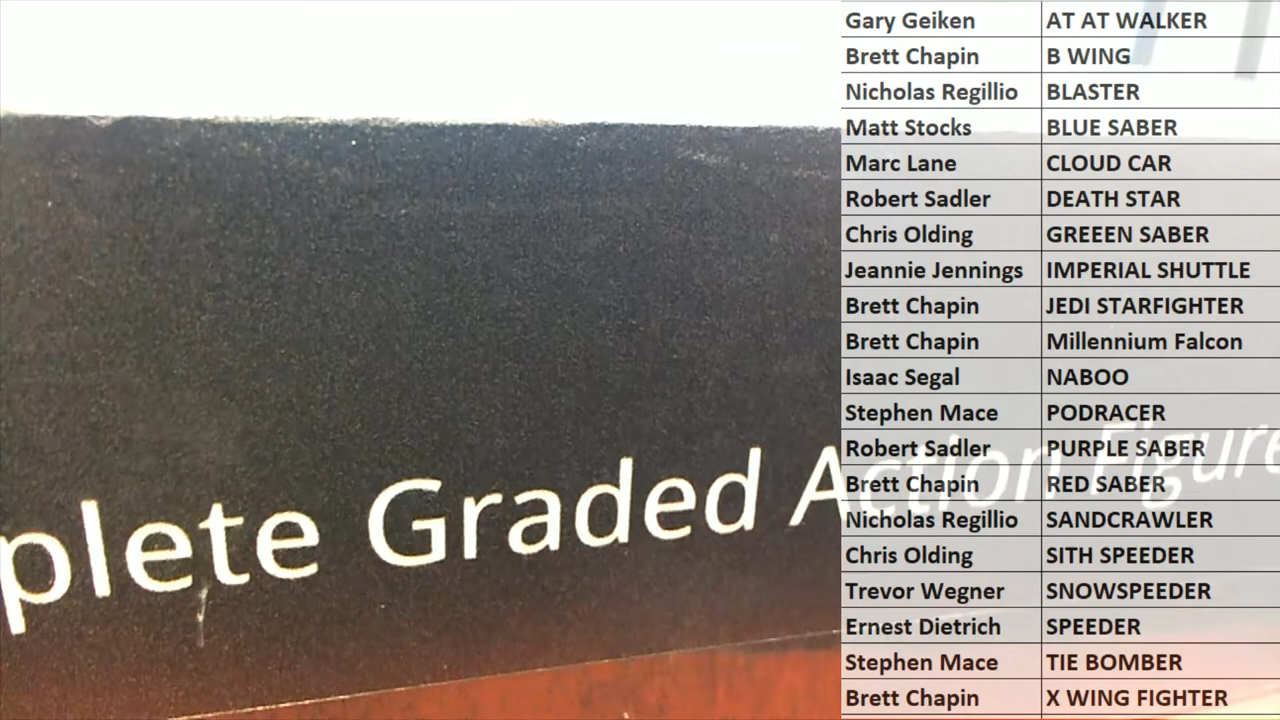 Gary Geiken AT AT WALKER
Brett Chapin B WING
Nicholas Regillio BLASTER
Matt Stocks BLUE SABER
Marc Lane CLOUD CAR
Robert Sadler DEATH STAR
Chris Olding GREEEN SABER
Jeannie Jennings IMPERIAL SHUTTLE
Brett Chapin JEDI STARFIGHTER
Brett Chapin Millennium Falcon
Isaac Segal NABOO
Stephen Mace PODRACER
Robert Sadler PURPLE SABER
Brett Chapin RED SABER
Nicholas Regillio SANDCRAWLER
Chris Olding SITH SPEEDER
Trevor Wegner SNOWSPEEDER
Ernest Dietrich SPEEDER
Stephen Mace TIE BOMBER
Brett Chapin X WING FIGHTER
plete Graded Action Figure